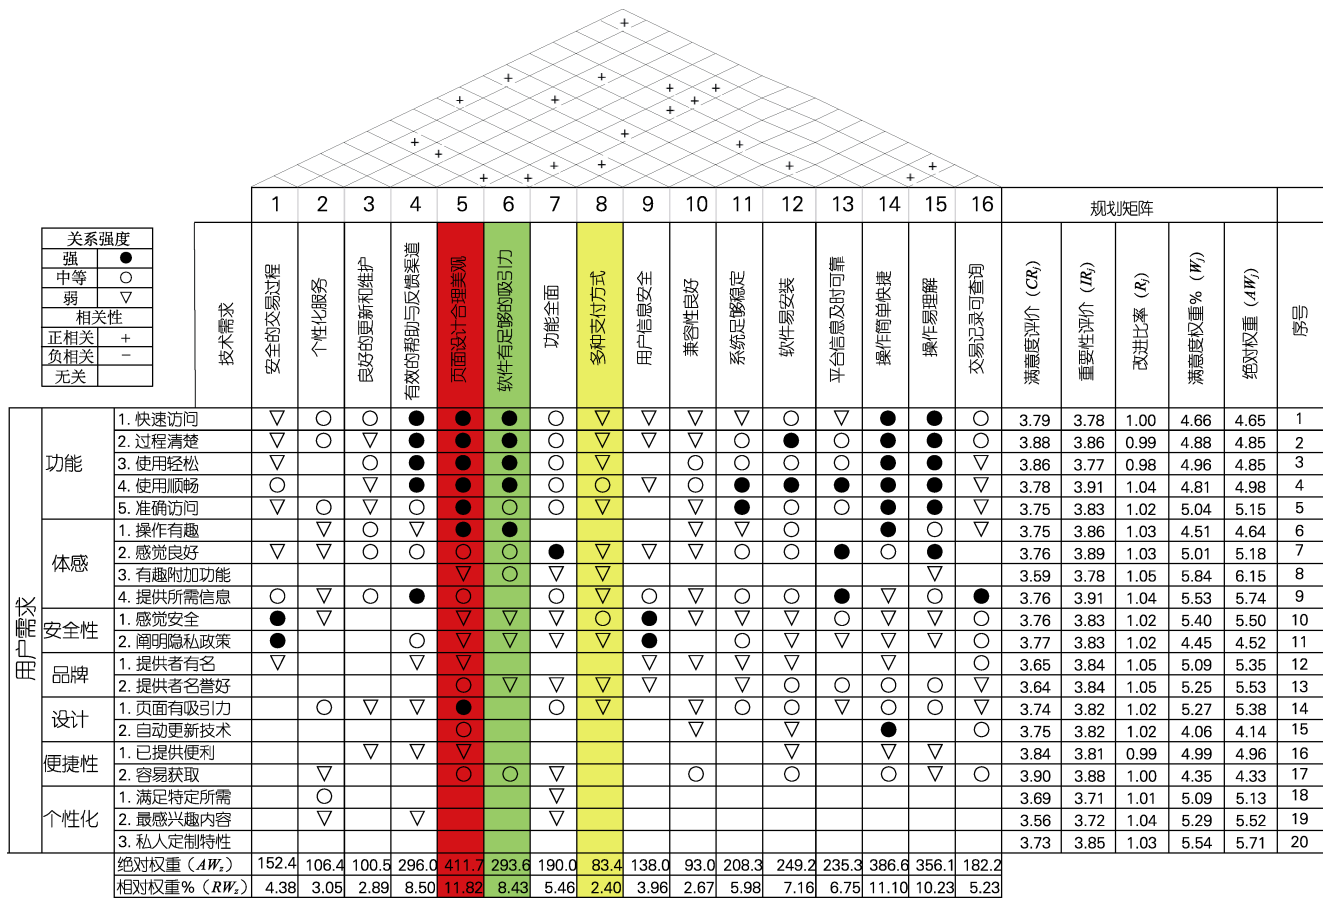 1 2 3 4 5 6 7 8 9 10 11 12 13 14 15 16 规划矩阵
关系强度
强 ●
中等 ○
弱 ▽
相关性
正相关 +
负相关 −
无关
技术需求
安全的交易过程
个性化服务
良好的更新和维护
有效的帮助与反馈渠道
页面设计合理美观
软件有足够的吸引力
功能全面
多种支付方式
用户信息安全
兼容性良好
系统足够稳定
软件易安装
平台信息及时可靠
操作简单快捷
操作易理解
交易记录可查询
满意度评价（CRj）
重要性评价（IRj）
改进比率（Rj）
满意度权重%（Wj）
绝对权重（AWj）
序号
用户需求
功能
1. 快速访问 ▽ ○ ○ ● ● ● ○ ▽ ▽ ▽ ▽ ○ ▽ ● ● ○ 3.79 3.78 1.00 4.66 4.65 1
2. 过程清楚 ▽ ○ ▽ ● ● ● ○ ▽ ▽ ▽ ○ ● ○ ● ● ○ 3.88 3.86 0.99 4.88 4.85 2
3. 使用轻松 ▽ ○ ● ● ● ○ ▽ ○ ○ ○ ○ ● ● ▽ 3.86 3.77 0.98 4.96 4.85 3
4. 使用顺畅 ○ ▽ ● ● ● ○ ○ ▽ ○ ● ● ● ● ● ▽ 3.78 3.91 1.04 4.81 4.98 4
5. 准确访问 ▽ ○ ▽ ○ ● ○ ○ ▽ ▽ ● ○ ○ ● ● ▽ 3.75 3.83 1.02 5.04 5.15 5
体感
1. 操作有趣 ▽ ○ ▽ ● ● ▽ ▽ ○ ● ○ ▽ 3.75 3.86 1.03 4.51 4.64 6
2. 感觉良好 ▽ ▽ ○ ○ ○ ○ ● ▽ ▽ ▽ ○ ○ ● ○ ● 3.76 3.89 1.03 5.01 5.18 7
3. 有趣附加功能 ▽ ○ ▽ ▽ ▽ 3.59 3.78 1.05 5.84 6.15 8
4. 提供所需信息 ○ ▽ ○ ● ○ ○ ▽ ○ ▽ ○ ○ ● ▽ ○ ● 3.76 3.91 1.04 5.53 5.74 9
安全性
1. 感觉安全 ● ▽ ▽ ▽ ▽ ○ ● ▽ ▽ ▽ ○ ▽ ▽ ○ 3.76 3.83 1.02 5.40 5.50 10
2. 阐明隐私政策 ● ○ ▽ ▽ ▽ ▽ ● ○ ▽ ▽ ▽ ▽ ○ 3.77 3.83 1.02 4.45 4.52 11
品牌
1. 提供者有名 ▽ ▽ ▽ ▽ ▽ ▽ ▽ ▽ ○ 3.65 3.84 1.05 5.09 5.35 12
2. 提供者名誉好 ○ ▽ ▽ ▽ ▽ ▽ ○ ○ ○ ○ ▽ 3.64 3.84 1.05 5.25 5.53 13
设计
1. 页面有吸引力 ○ ▽ ▽ ● ○ ▽ ▽ ○ ○ ▽ ○ ○ ▽ 3.74 3.82 1.02 5.27 5.38 14
2. 自动更新技术 ○ ▽ ▽ ● ○ 3.75 3.82 1.02 4.06 4.14 15
便捷性
1. 已提供便利 ▽ ▽ ▽ ▽ ▽ ▽ 3.84 3.81 0.99 4.99 4.96 16
2. 容易获取 ▽ ○ ○ ▽ ○ ○ ○ ▽ ○ 3.90 3.88 1.00 4.35 4.33 17
个性化
1. 满足特定所需 ○ ▽ 3.69 3.71 1.01 5.09 5.13 18
2. 最感兴趣内容 ▽ ▽ ▽ 3.56 3.72 1.04 5.29 5.52 19
3. 私人定制特性 3.73 3.85 1.03 5.54 5.71 20
绝对权重（AWz） 152.4 106.4 100.5 296.0 411.7 293.6 190.0 83.4 138.0 93.0 208.3 249.2 235.3 386.6 356.1 182.2
相对权重%（RWz） 4.38 3.05 2.89 8.50 11.82 8.43 5.46 2.40 3.96 2.67 5.98 7.16 6.75 11.10 10.23 5.23